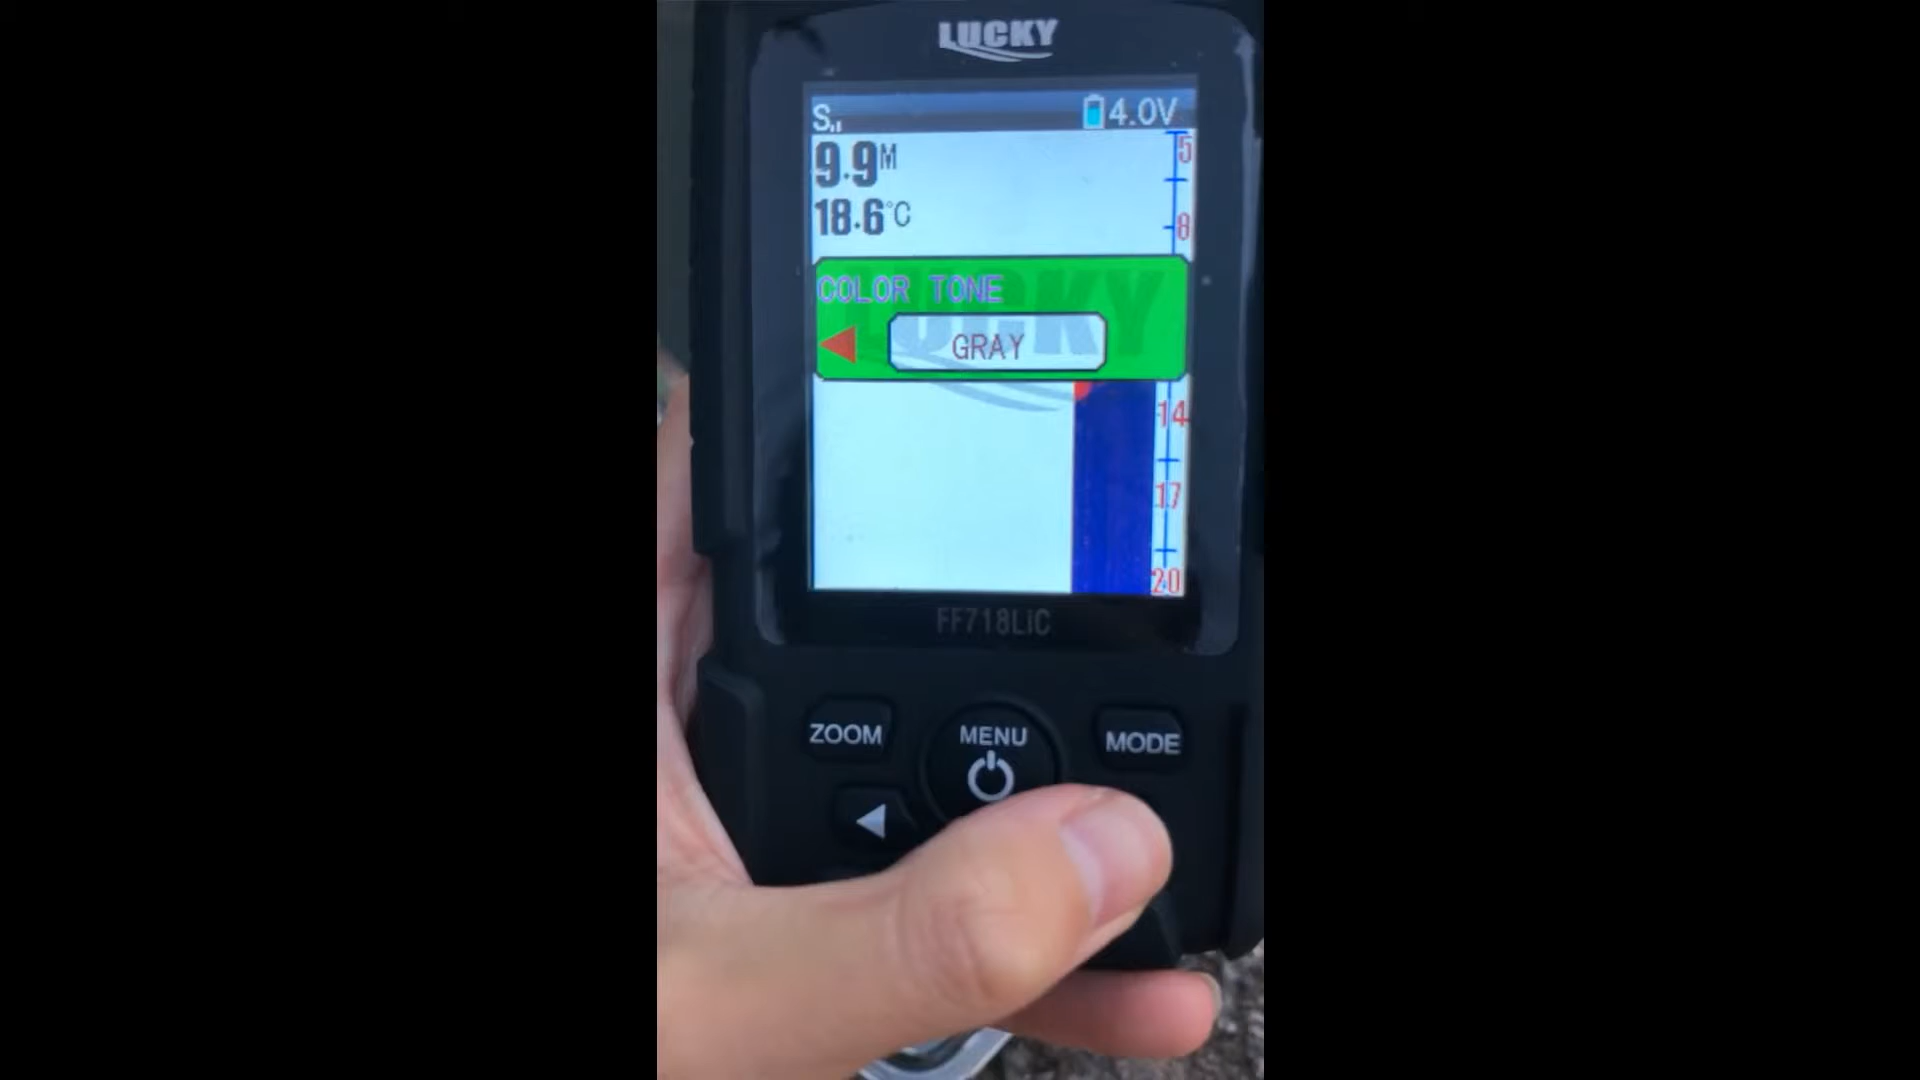 LUCKY
S 4.0V
9.9M
18.6°C
5
8
COLOR TONE
GRAY
LUCKY
14
17
20
FF718LiC
ZOOM
MENU
MODE